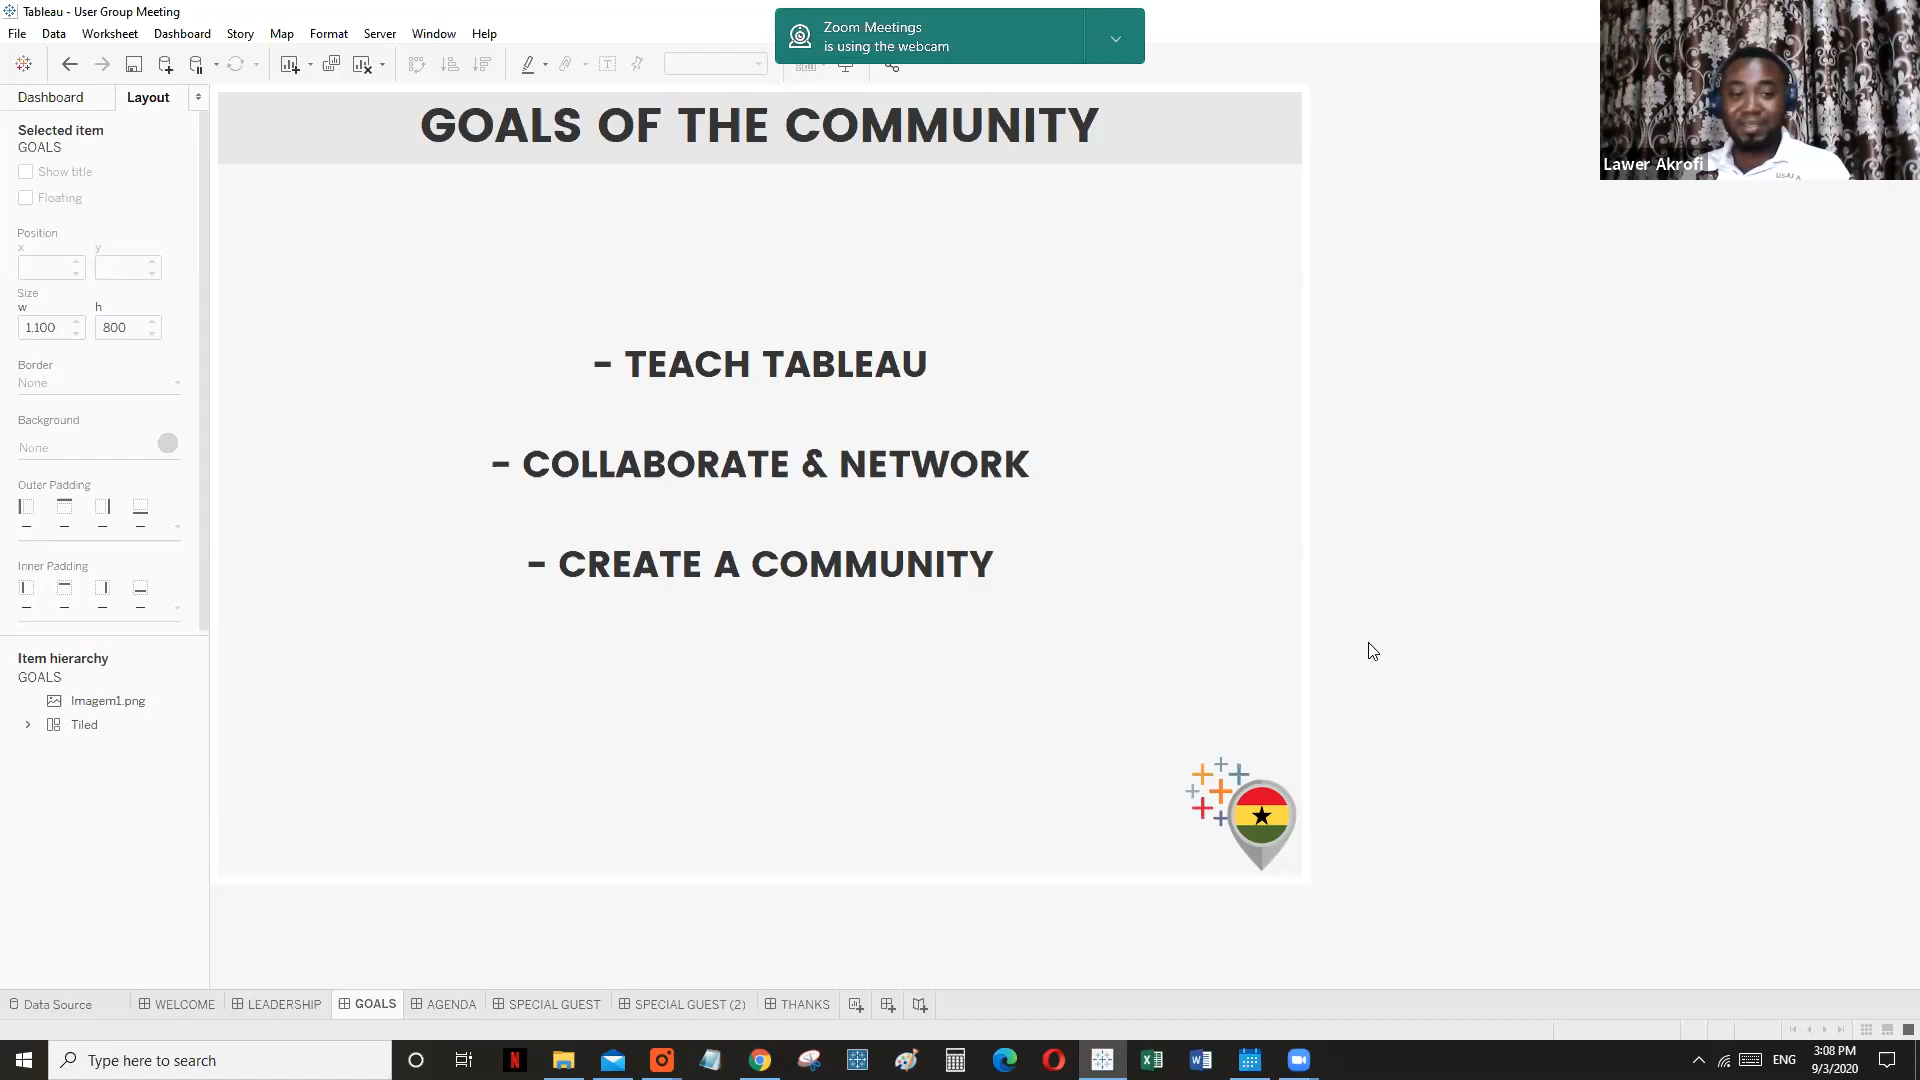 Tableau - User Group Meeting
File Data Worksheet Dashboard Story Map Format Server Window Help
Zoom Meetings
is using the webcam
Dashboard Layout
Selected item
GOALS
Show title
Floating
Position
x y
Size
w h
1,100 800
Border
None
Background
None
Outer Padding
Inner Padding
Item hierarchy
GOALS
Imagem1.png
Tiled
GOALS OF THE COMMUNITY
- TEACH TABLEAU
- COLLABORATE & NETWORK
- CREATE A COMMUNITY
Lawer Akrofi
USAFA
Data Source WELCOME LEADERSHIP GOALS AGENDA SPECIAL GUEST SPECIAL GUEST (2) THANKS
Type here to search
ENG
3:08 PM
9/3/2020